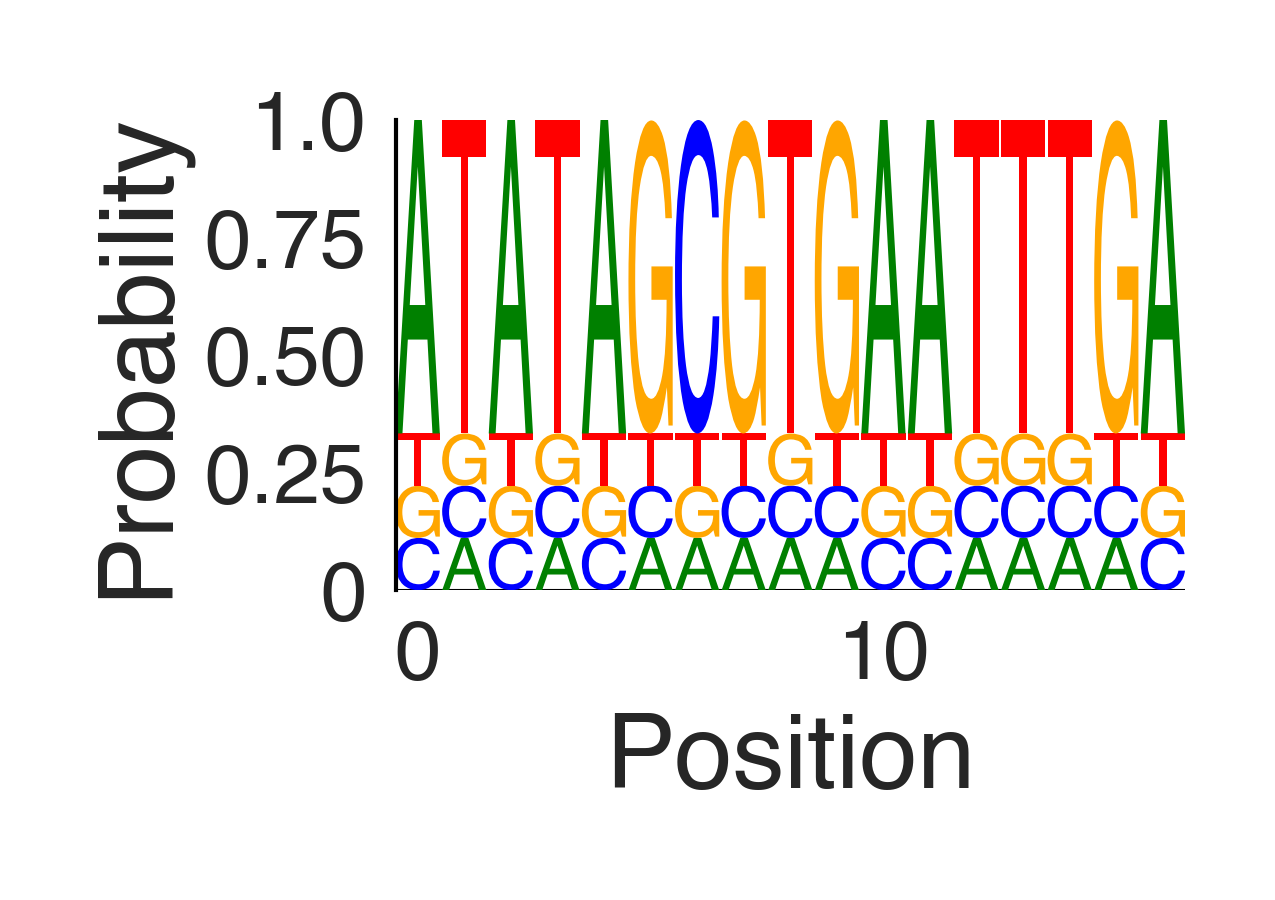 Probability
1.0
0.75
0.50
0.25
0
ATATAGCGTGAATTTGA
TGTGTTTTGTTTGGGTT
GCGCGCGCCCGGCCCCG
CACACAAAAACCAAAAC
0 10
Position